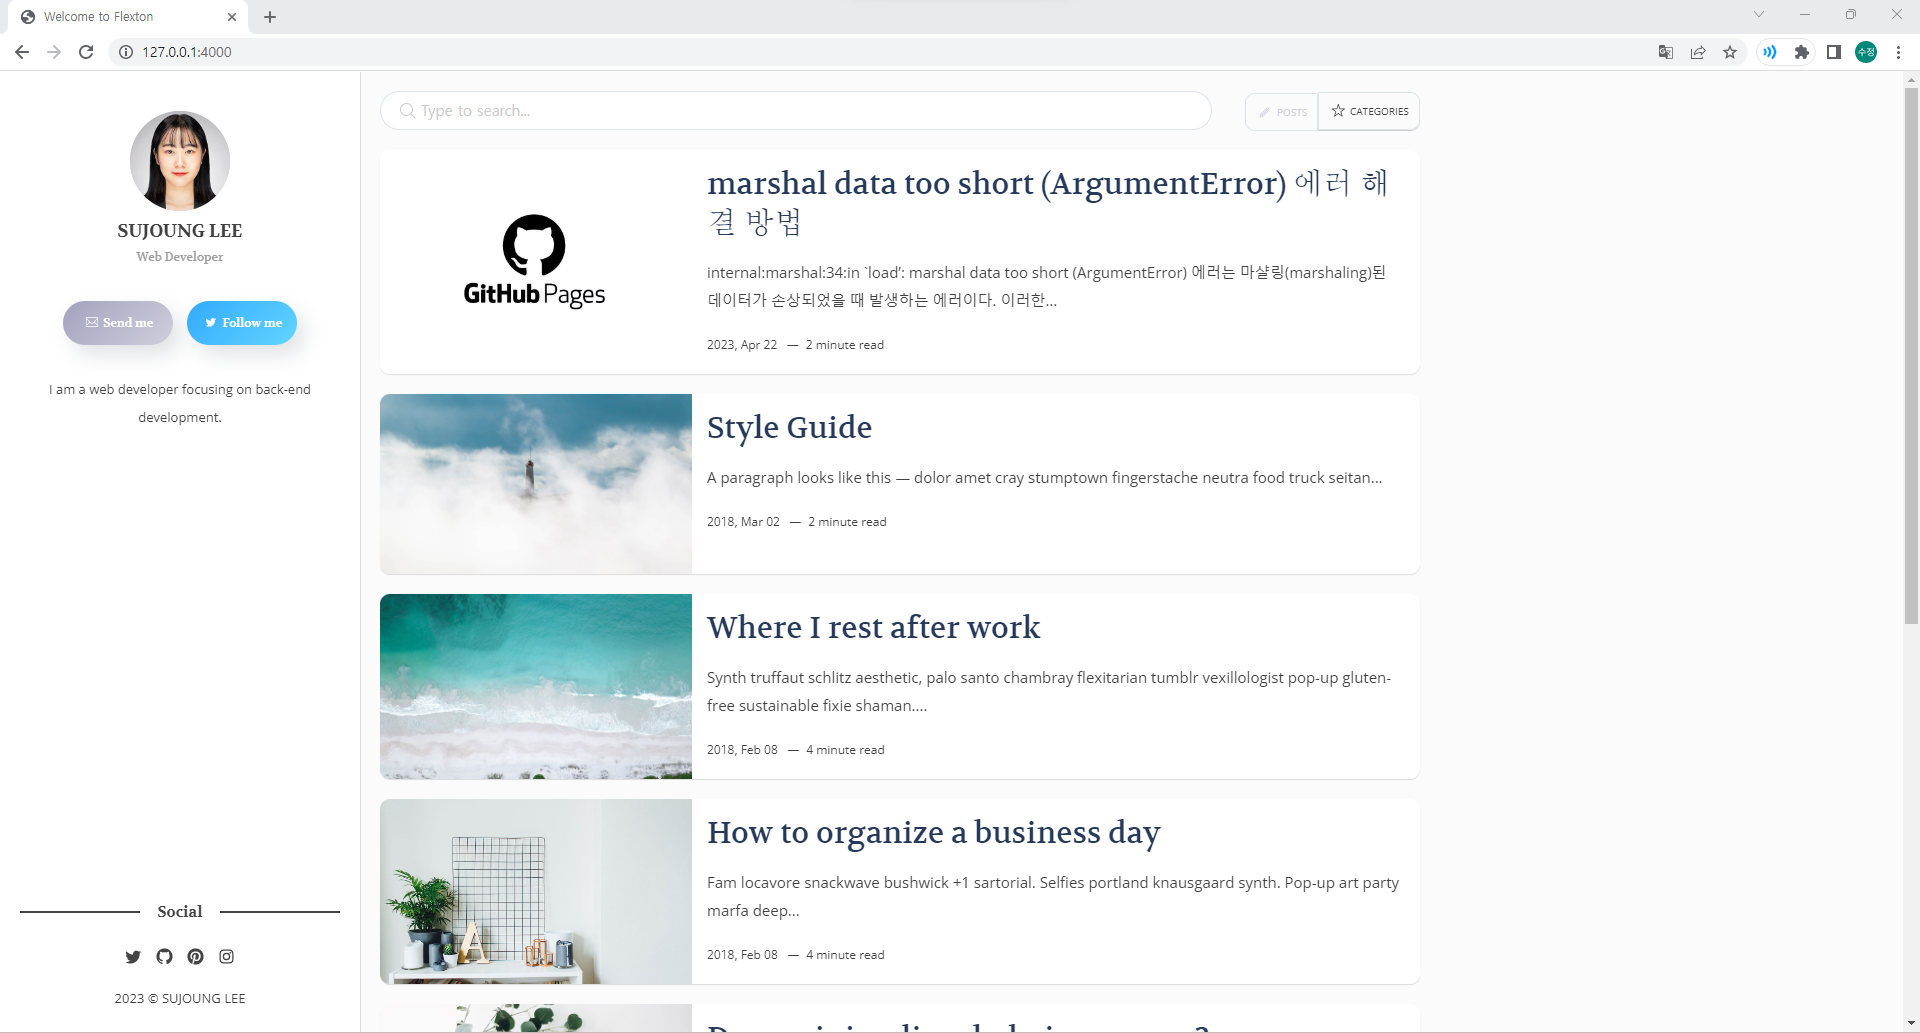 Welcome to Flexton
127.0.0.1:4000
수정
SUJOUNG LEE
Web Developer
Send me
Follow me
I am a web developer focusing on back-end
development.
Social
2023 © SUJOUNG LEE
Type to search...
POSTS
CATEGORIES
GitHub Pages
marshal data too short (ArgumentError) 에러 해
결 방법
internal:marshal:34:in `load’: marshal data too short (ArgumentError) 에러는 마샬링(marshaling)된
데이터가 손상되었을 때 발생하는 에러이다. 이러한...
2023, Apr 22 — 2 minute read
Style Guide
A paragraph looks like this — dolor amet cray stumptown fingerstache neutra food truck seitan...
2018, Mar 02 — 2 minute read
Where I rest after work
Synth truffaut schlitz aesthetic, palo santo chambray flexitarian tumblr vexillologist pop-up gluten-
free sustainable fixie shaman....
2018, Feb 08 — 4 minute read
A
How to organize a business day
Fam locavore snackwave bushwick +1 sartorial. Selfies portland knausgaard synth. Pop-up art party
marfa deep...
2018, Feb 08 — 4 minute read